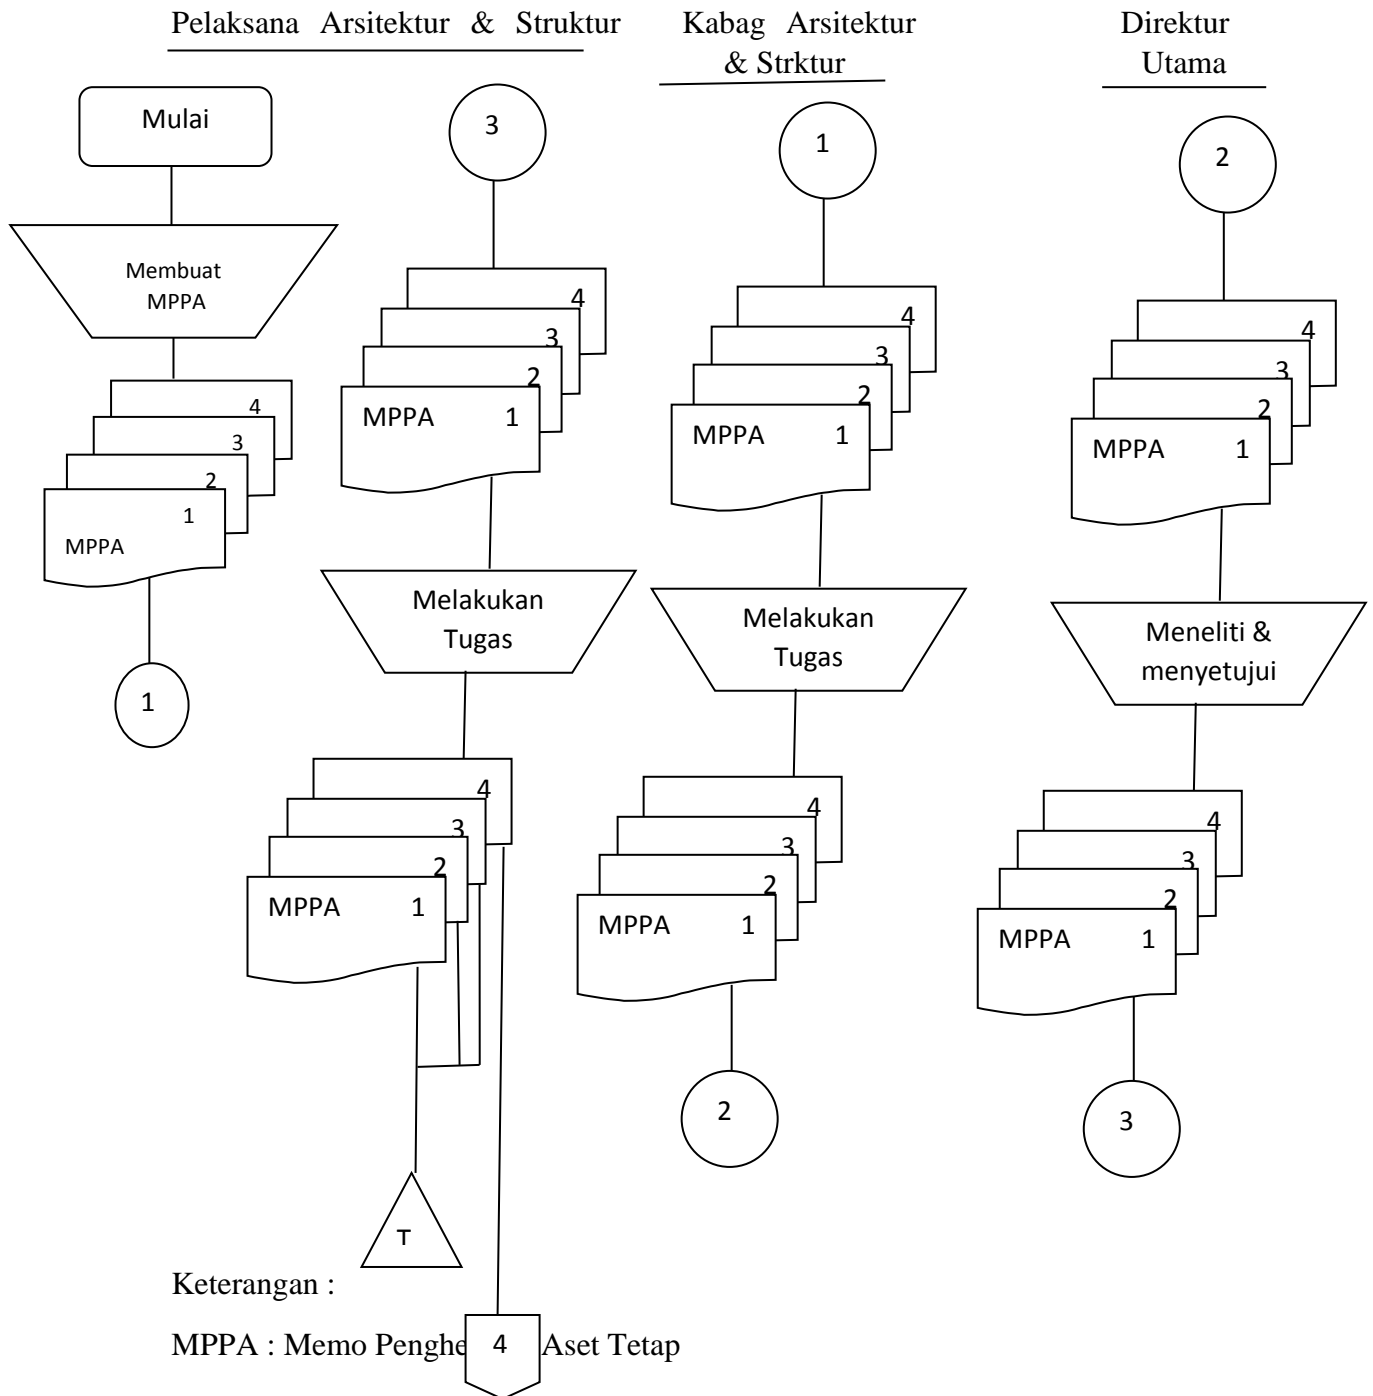 Pelaksana Arsitektur & Struktur
Kabag Arsitektur
& Strktur
Direktur
Utama
Mulai
Membuat
MPPA
4
3
2
1
MPPA
1
3
4
3
2
MPPA 1
Melakukan
Tugas
4
3
2
MPPA 1
T
4
1
4
3
2
MPPA 1
Melakukan
Tugas
4
3
2
MPPA 1
2
2
4
3
2
MPPA 1
Meneliti &
menyetujui
4
3
2
MPPA 1
3
Keterangan :
MPPA : Memo Aset Tetap